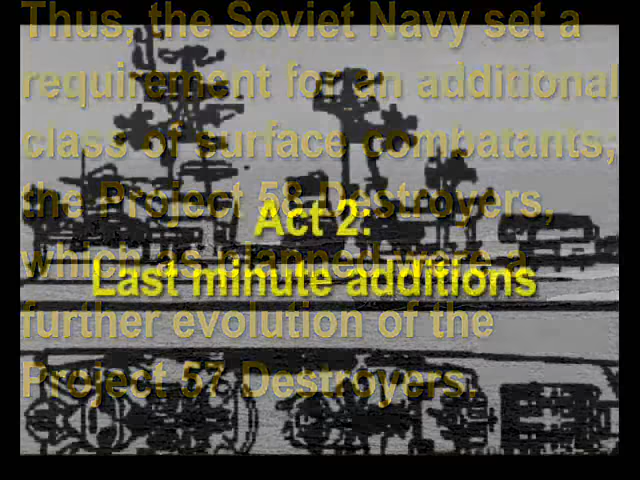 Thus, the Soviet Navy set a
requirement for an additional
class of surface combatants;
the Project 58 Destroyers,
Act 2:
which as planned were a
Last minute additions
further evolution of the
Project 57 Destroyers.